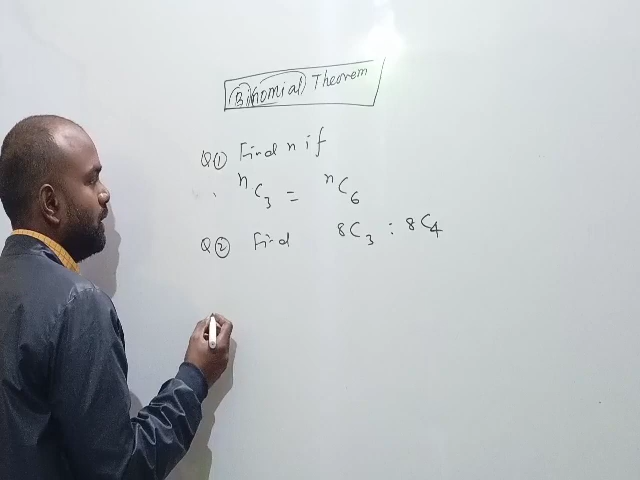 Binomial Theorem
Q① Find n if
ⁿC₃ = ⁿC₆
Q② Find 8C₃ : 8C₄